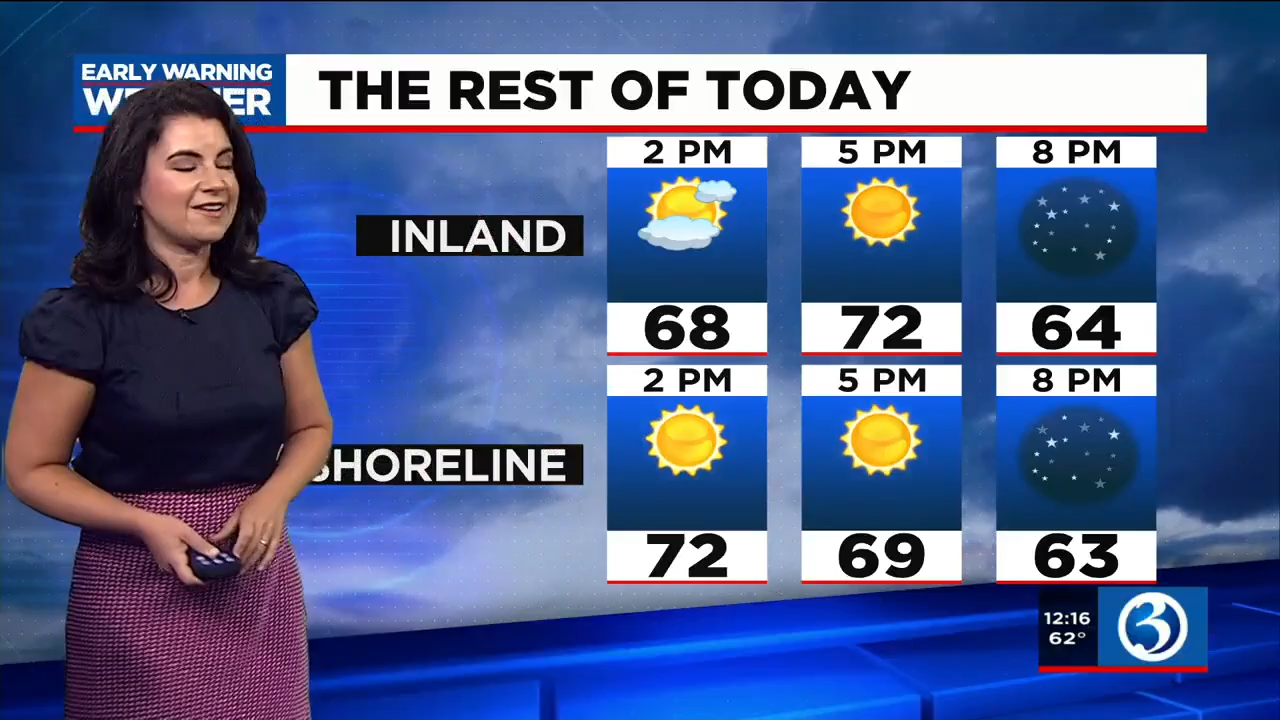 EARLY WARNING
THE REST OF TODAY
2 PM 5 PM 8 PM
INLAND
68 72 64
2 PM 5 PM 8 PM
SHORELINE
72 69 63
12:16
62°
3